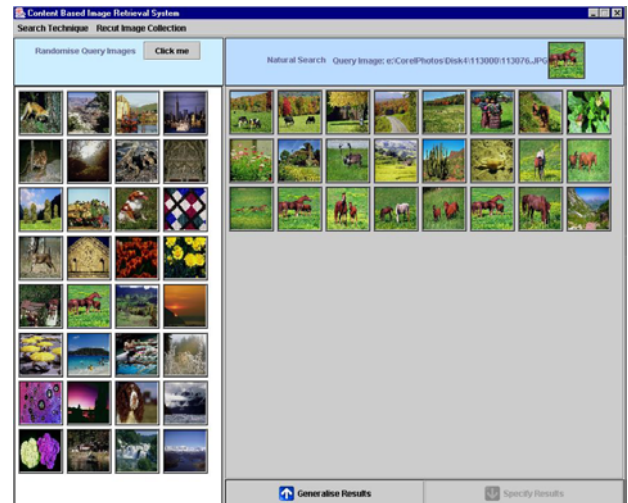 Content Based Image Retrieval System
Search Technique Recut Image Collection
Randomise Query Images Click me
Natural Search Query Image: e:\CorelPhotos\Disk4\113000\113076.JPG
Generalise Results Specify Results